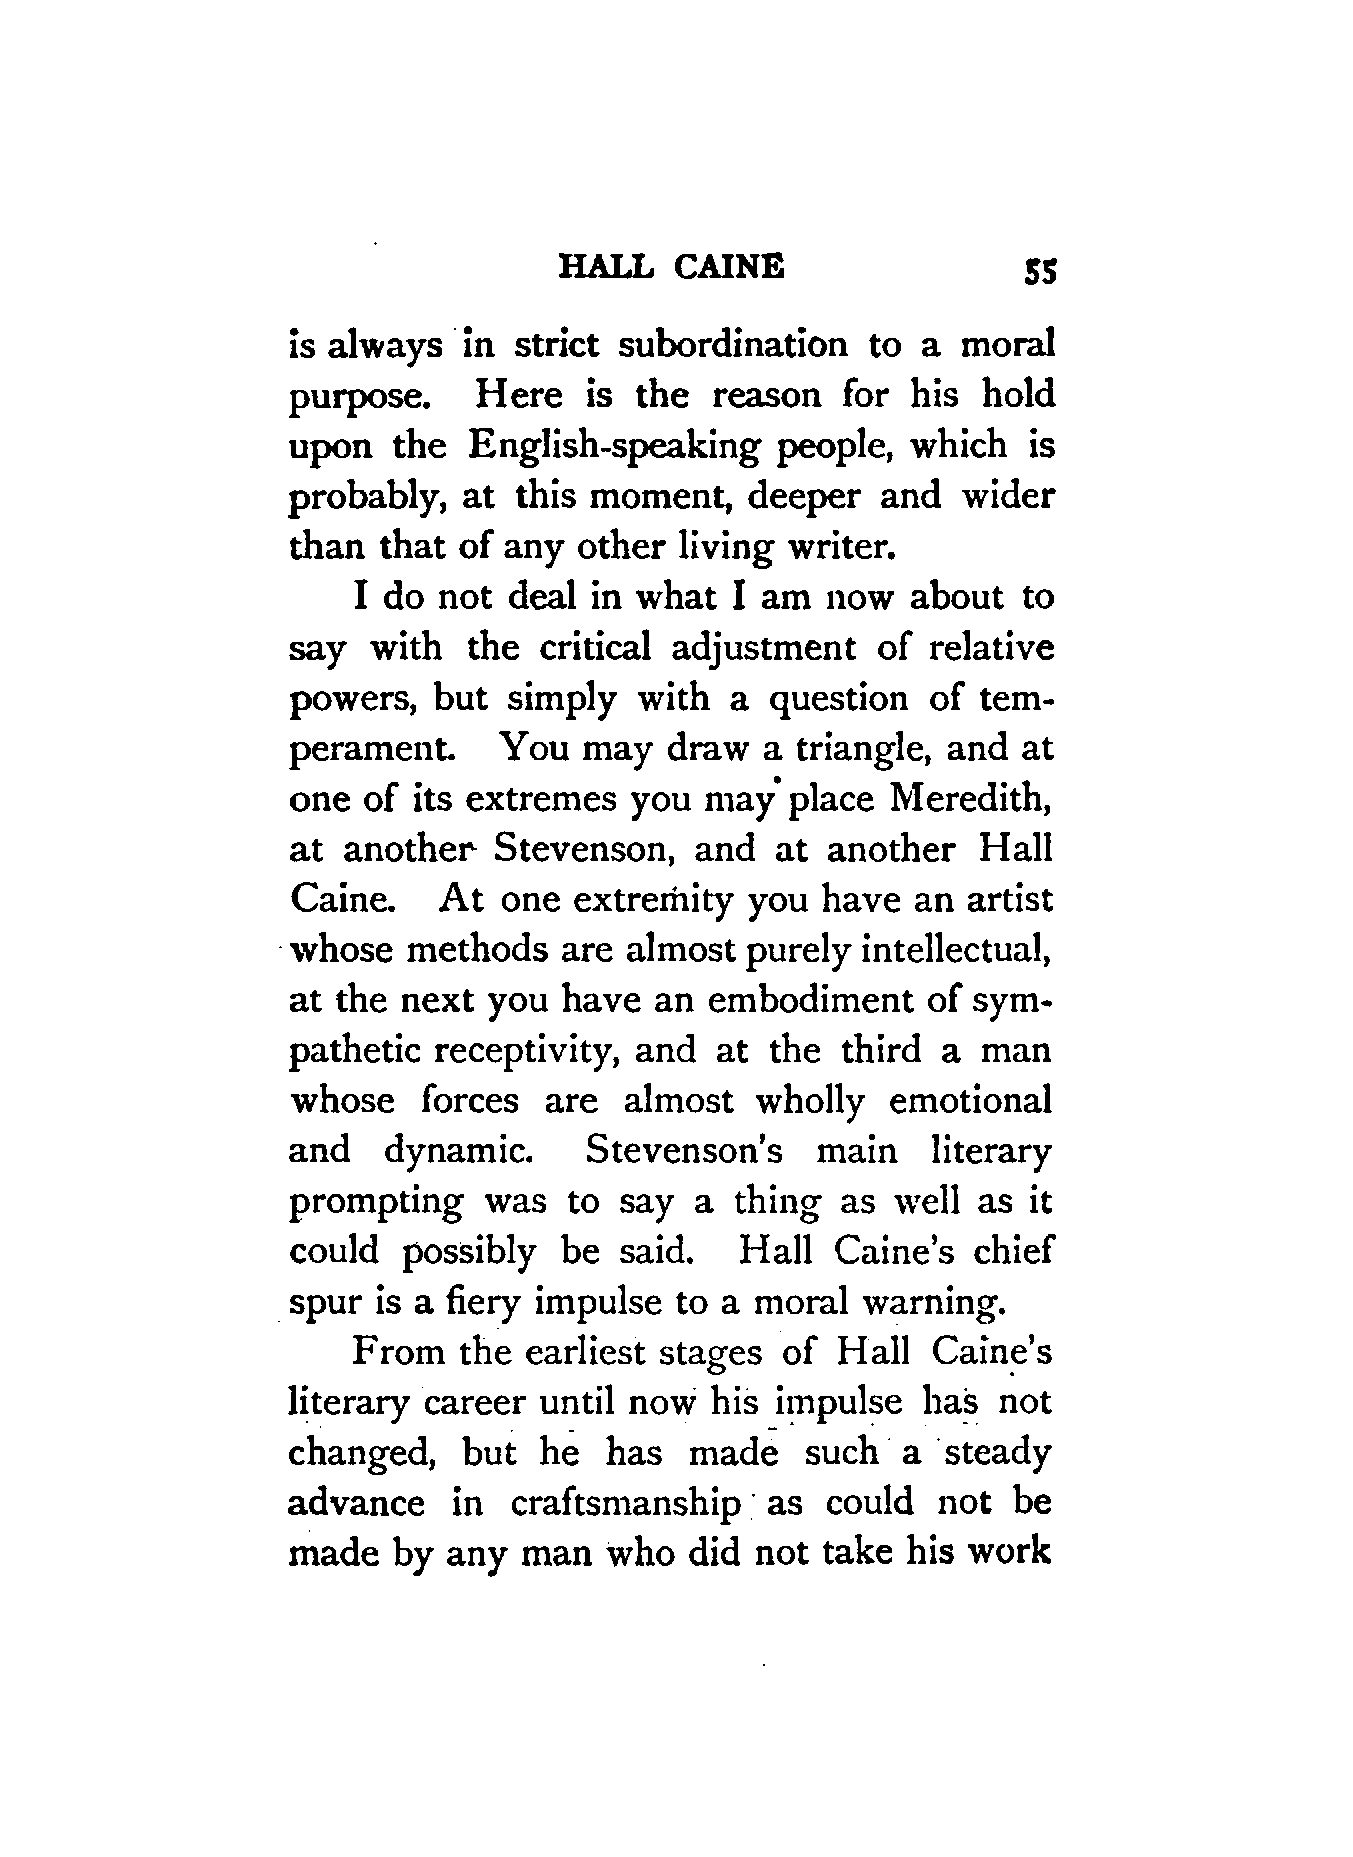 HALL CAINE 55
is always in strict subordination to a moral
purpose. Here is the reason for his hold
upon the English-speaking people, which is
probably, at this moment, deeper and wider
than that of any other living writer.
I do not deal in what I am now about to
say with the critical adjustment of relative
powers, but simply with a question of tem-
perament. You may draw a triangle, and at
one of its extremes you may place Meredith,
at another Stevenson, and at another Hall
Caine. At one extremity you have an artist
whose methods are almost purely intellectual,
at the next you have an embodiment of sym-
pathetic receptivity, and at the third a man
whose forces are almost wholly emotional
and dynamic. Stevenson's main literary
prompting was to say a thing as well as it
could possibly be said. Hall Caine's chief
spur is a fiery impulse to a moral warning.
From the earliest stages of Hall Caine's
literary career until now his impulse has not
changed, but he has made such a steady
advance in craftsmanship as could not be
made by any man who did not take his work